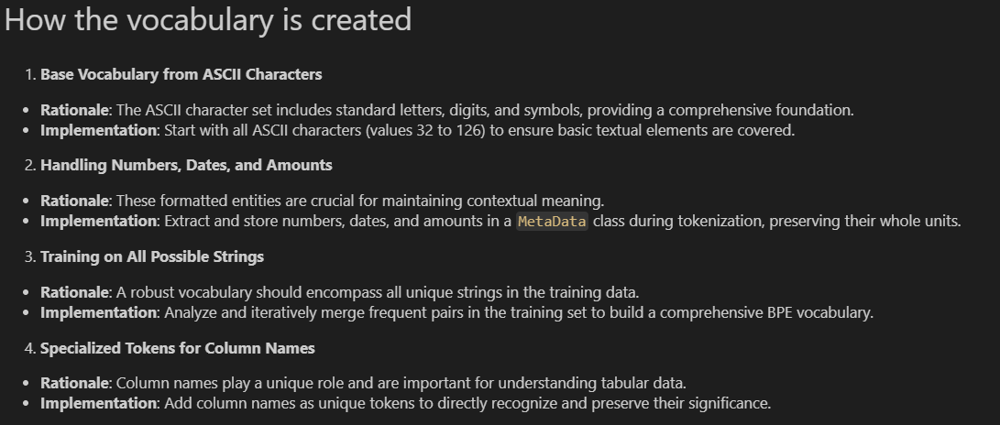 How the vocabulary is created
1. Base Vocabulary from ASCII Characters
• Rationale: The ASCII character set includes standard letters, digits, and symbols, providing a comprehensive foundation.
• Implementation: Start with all ASCII characters (values 32 to 126) to ensure basic textual elements are covered.
2. Handling Numbers, Dates, and Amounts
• Rationale: These formatted entities are crucial for maintaining contextual meaning.
• Implementation: Extract and store numbers, dates, and amounts in a MetaData class during tokenization, preserving their whole units.
3. Training on All Possible Strings
• Rationale: A robust vocabulary should encompass all unique strings in the training data.
• Implementation: Analyze and iteratively merge frequent pairs in the training set to build a comprehensive BPE vocabulary.
4. Specialized Tokens for Column Names
• Rationale: Column names play a unique role and are important for understanding tabular data.
• Implementation: Add column names as unique tokens to directly recognize and preserve their significance.